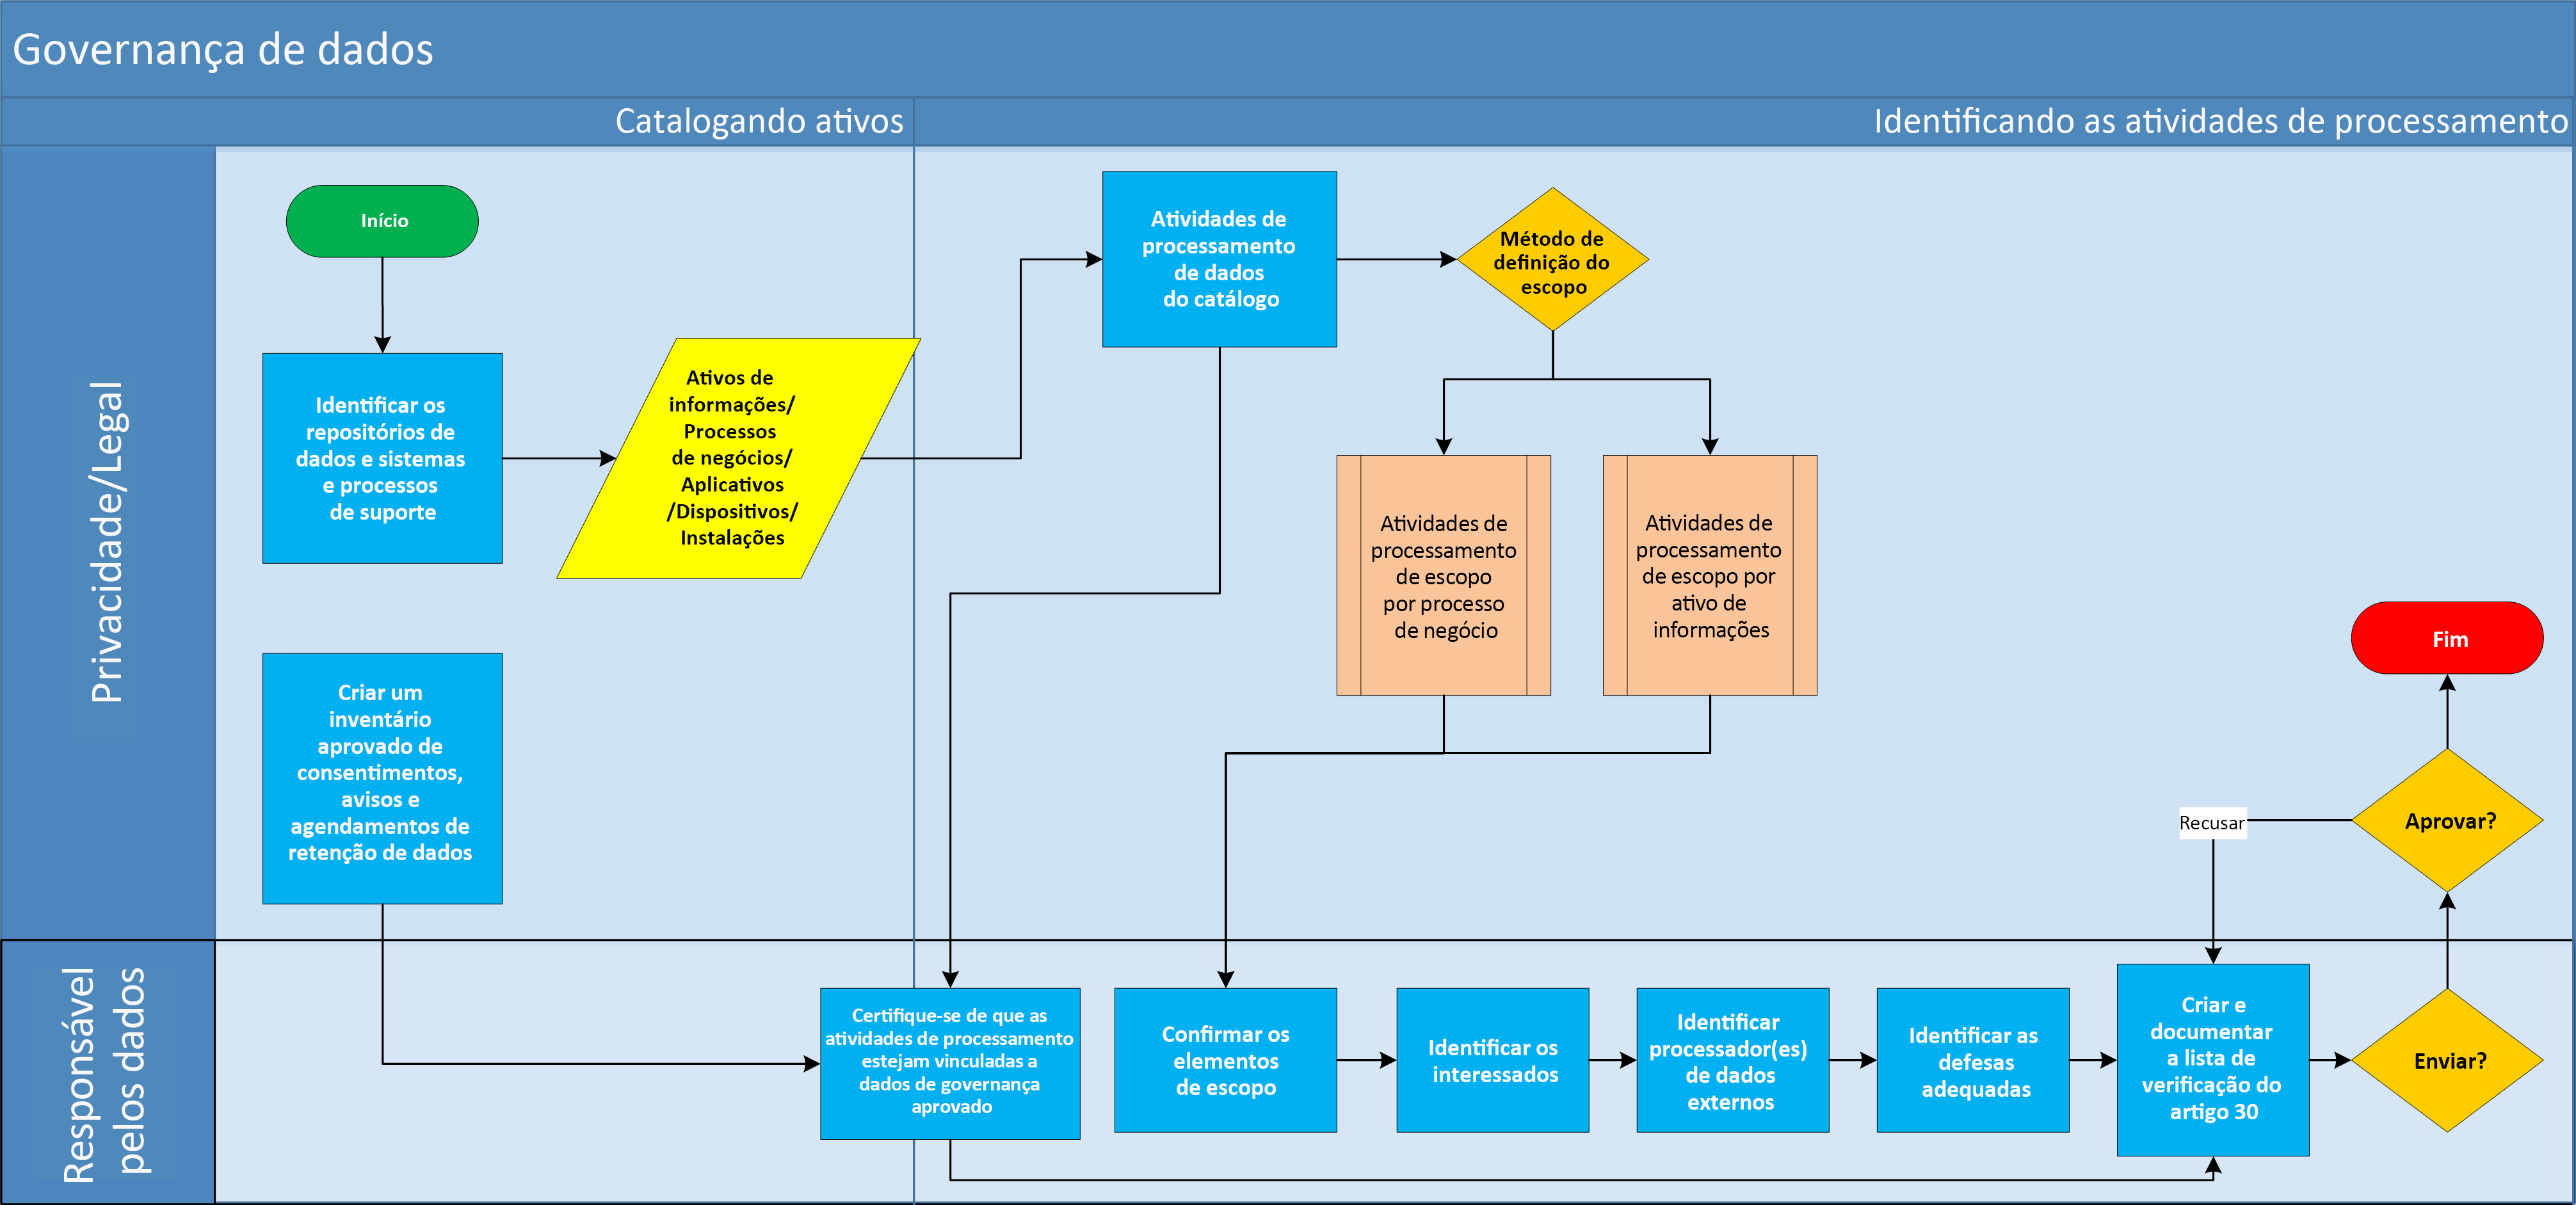 Governança de dados
Catalogando ativos
Identificando as atividades de processamento
Privacidade/Legal
Início
Identificar os
repositórios de
dados e sistemas
e processos
de suporte
Ativos de
informações/
Processos
de negócios/
Aplicativos
/Dispositivos/
Instalações
Criar um
inventário
aprovado de
consentimentos,
avisos e
agendamentos de
retenção de dados
Atividades de
processamento
de dados
do catálogo
Método de
definição do
escopo
Atividades de
processamento
de escopo
por processo
de negócio
Atividades de
processamento
de escopo por
ativo de
informações
Fim
Aprovar?
Recusar
Responsável
pelos dados
Certifique-se de que as
atividades de processamento
estejam vinculadas a
dados de governança
aprovado
Confirmar os
elementos
de escopo
Identificar os
interessados
Identificar
processador(es)
de dados
externos
Identificar as
defesas
adequadas
Criar e
documentar
a lista de
verificação do
artigo 30
Enviar?